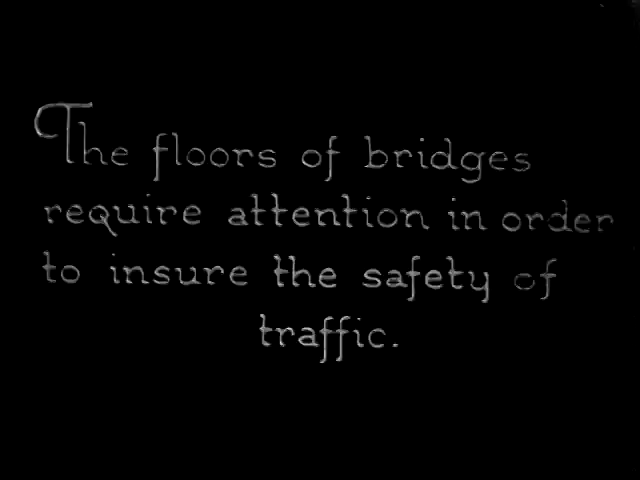 The floors of bridges
require attention in order
to insure the safety of
traffic.